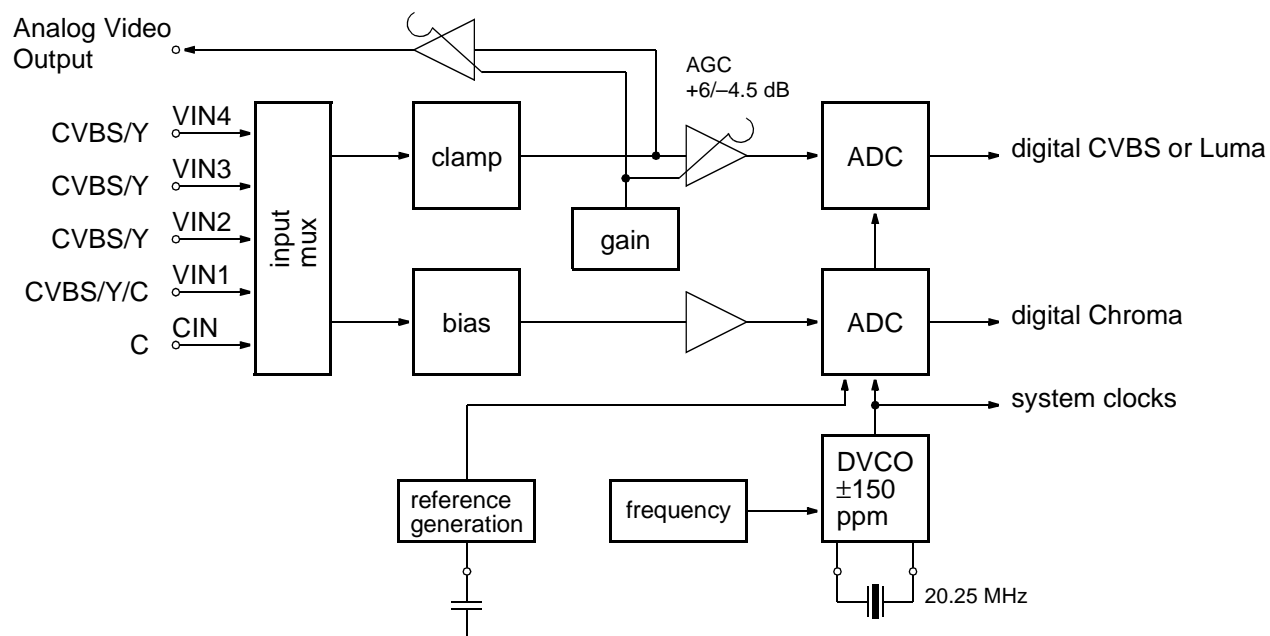 Analog Video
Output
AGC
+6/–4.5 dB
CVBS/Y
VIN4
CVBS/Y
VIN3
CVBS/Y
VIN2
CVBS/Y/C
VIN1
C
CIN
input
mux
clamp
gain
ADC
digital CVBS or Luma
bias
ADC
digital Chroma
system clocks
reference
generation
frequency
DVCO
±150
ppm
20.25 MHz